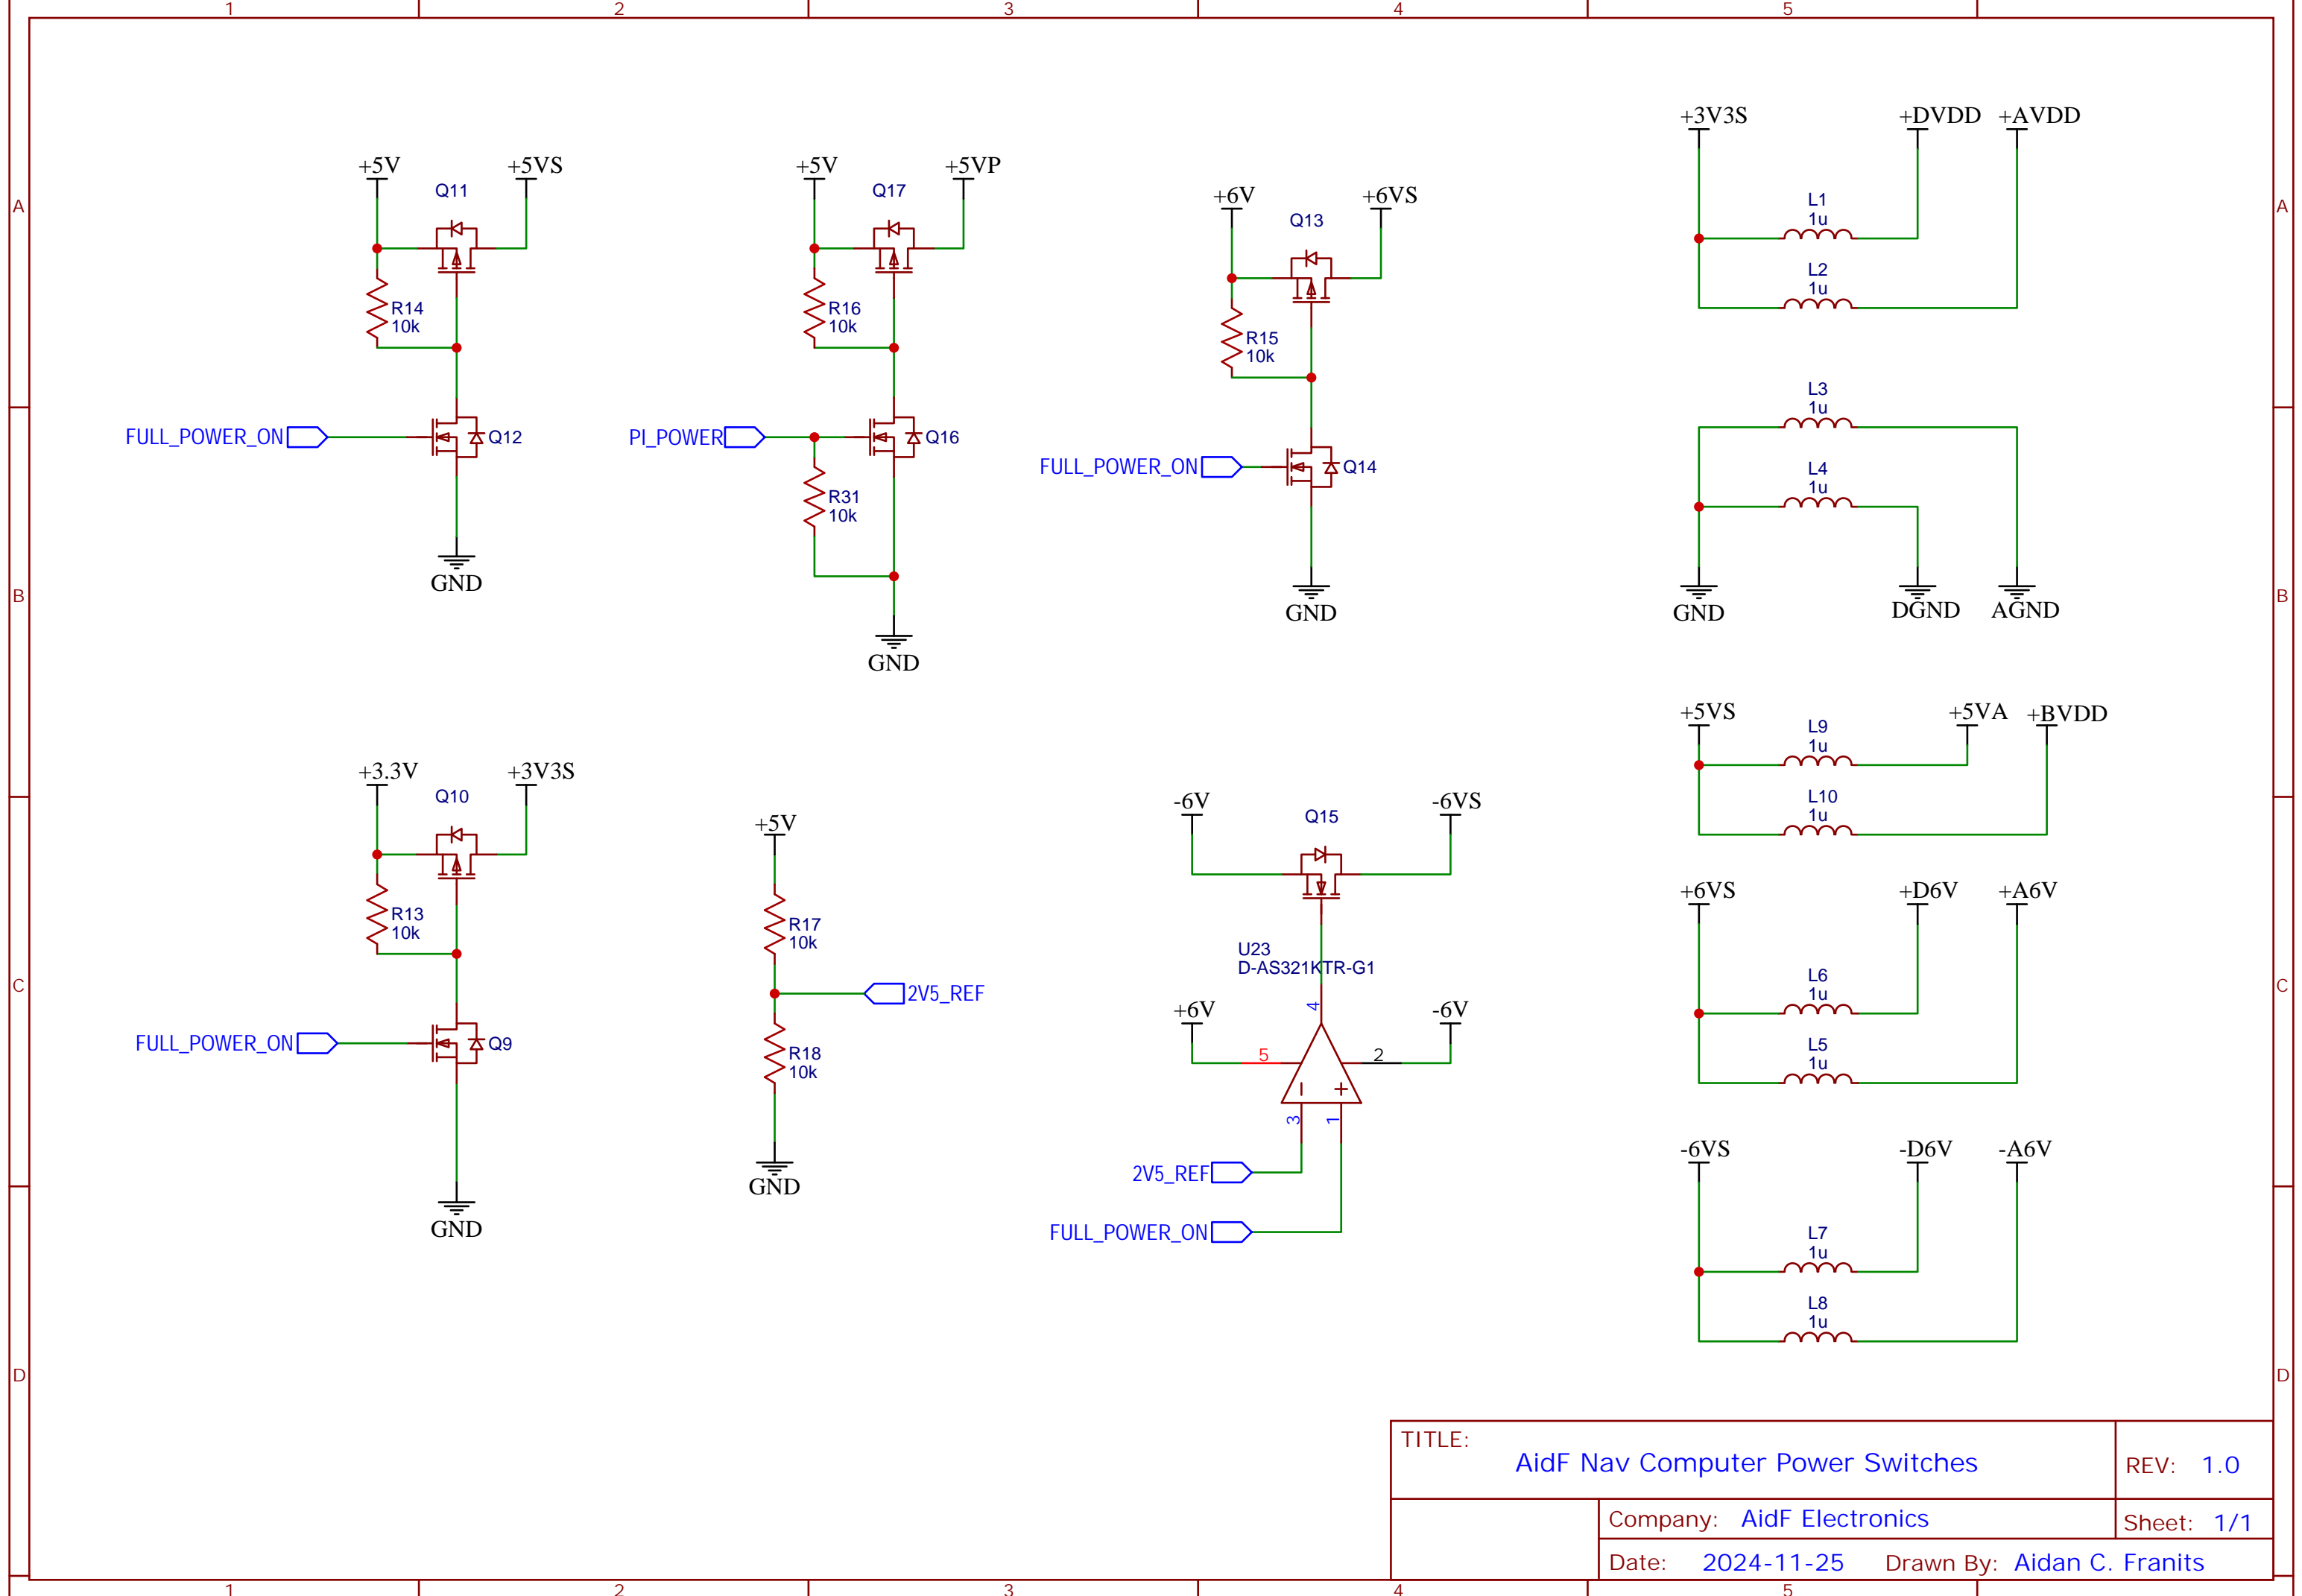 1 2 3 4 5
A
A
B
B
C
C
D
D
+5V
+5VS
Q11
R14
10k
FULL_POWER_ON
Q12
GND
+5V
+5VP
Q17
R16
10k
PI_POWER
Q16
R31
10k
GND
+6V
+6VS
Q13
R15
10k
FULL_POWER_ON
Q14
GND
+3V3S
+DVDD
+AVDD
L1
1u
L2
1u
L3
1u
L4
1u
GND
DGND
AGND
+3.3V
+3V3S
Q10
R13
10k
FULL_POWER_ON
Q9
GND
+5V
R17
10k
2V5_REF
R18
10k
GND
-6V
-6VS
Q15
U23
D-AS321KTR-G1
4
+6V
-6V
5
2
3
1
2V5_REF
FULL_POWER_ON
+5VS
+5VA
+BVDD
L9
1u
L10
1u
+6VS
+D6V
+A6V
L6
1u
L5
1u
-6VS
-D6V
-A6V
L7
1u
L8
1u
TITLE:
AidF Nav Computer Power Switches
REV: 1.0
Company: AidF Electronics
Sheet: 1/1
Date: 2024-11-25 Drawn By: Aidan C. Franits
1 2 3 4 5